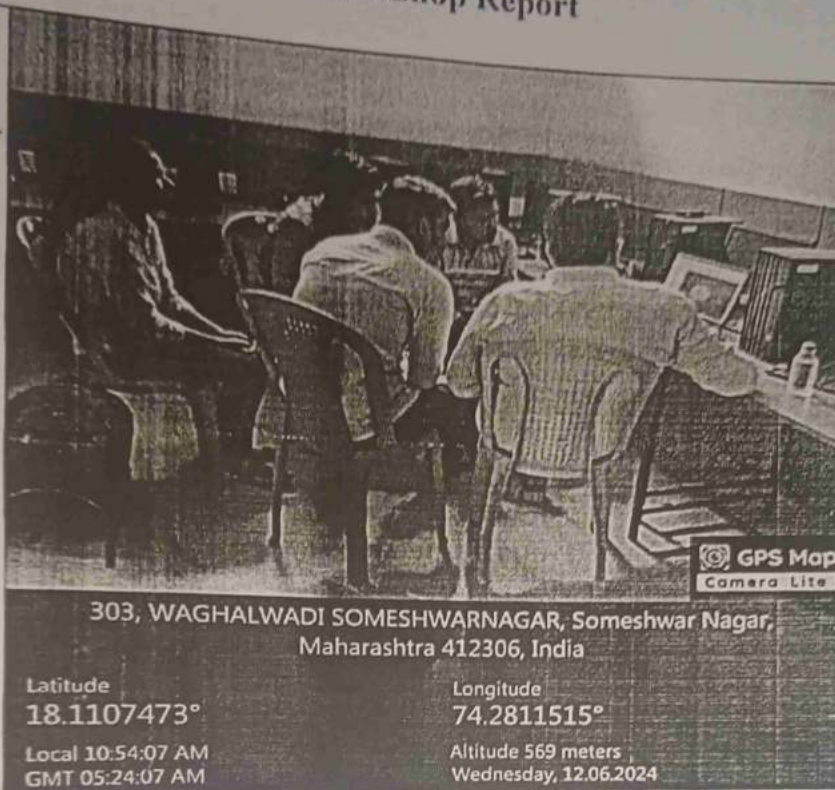 Report
GPS Map
Camera Lite
303, WAGHALWADI SOMESHWARNAGAR, Someshwar Nagar,
Maharashtra 412306, India
Latitude
18.1107473°
Longitude
74.2811515°
Local 10:54:07 AM
GMT 05:24:07 AM
Altitude 569 meters
Wednesday, 12.06.2024